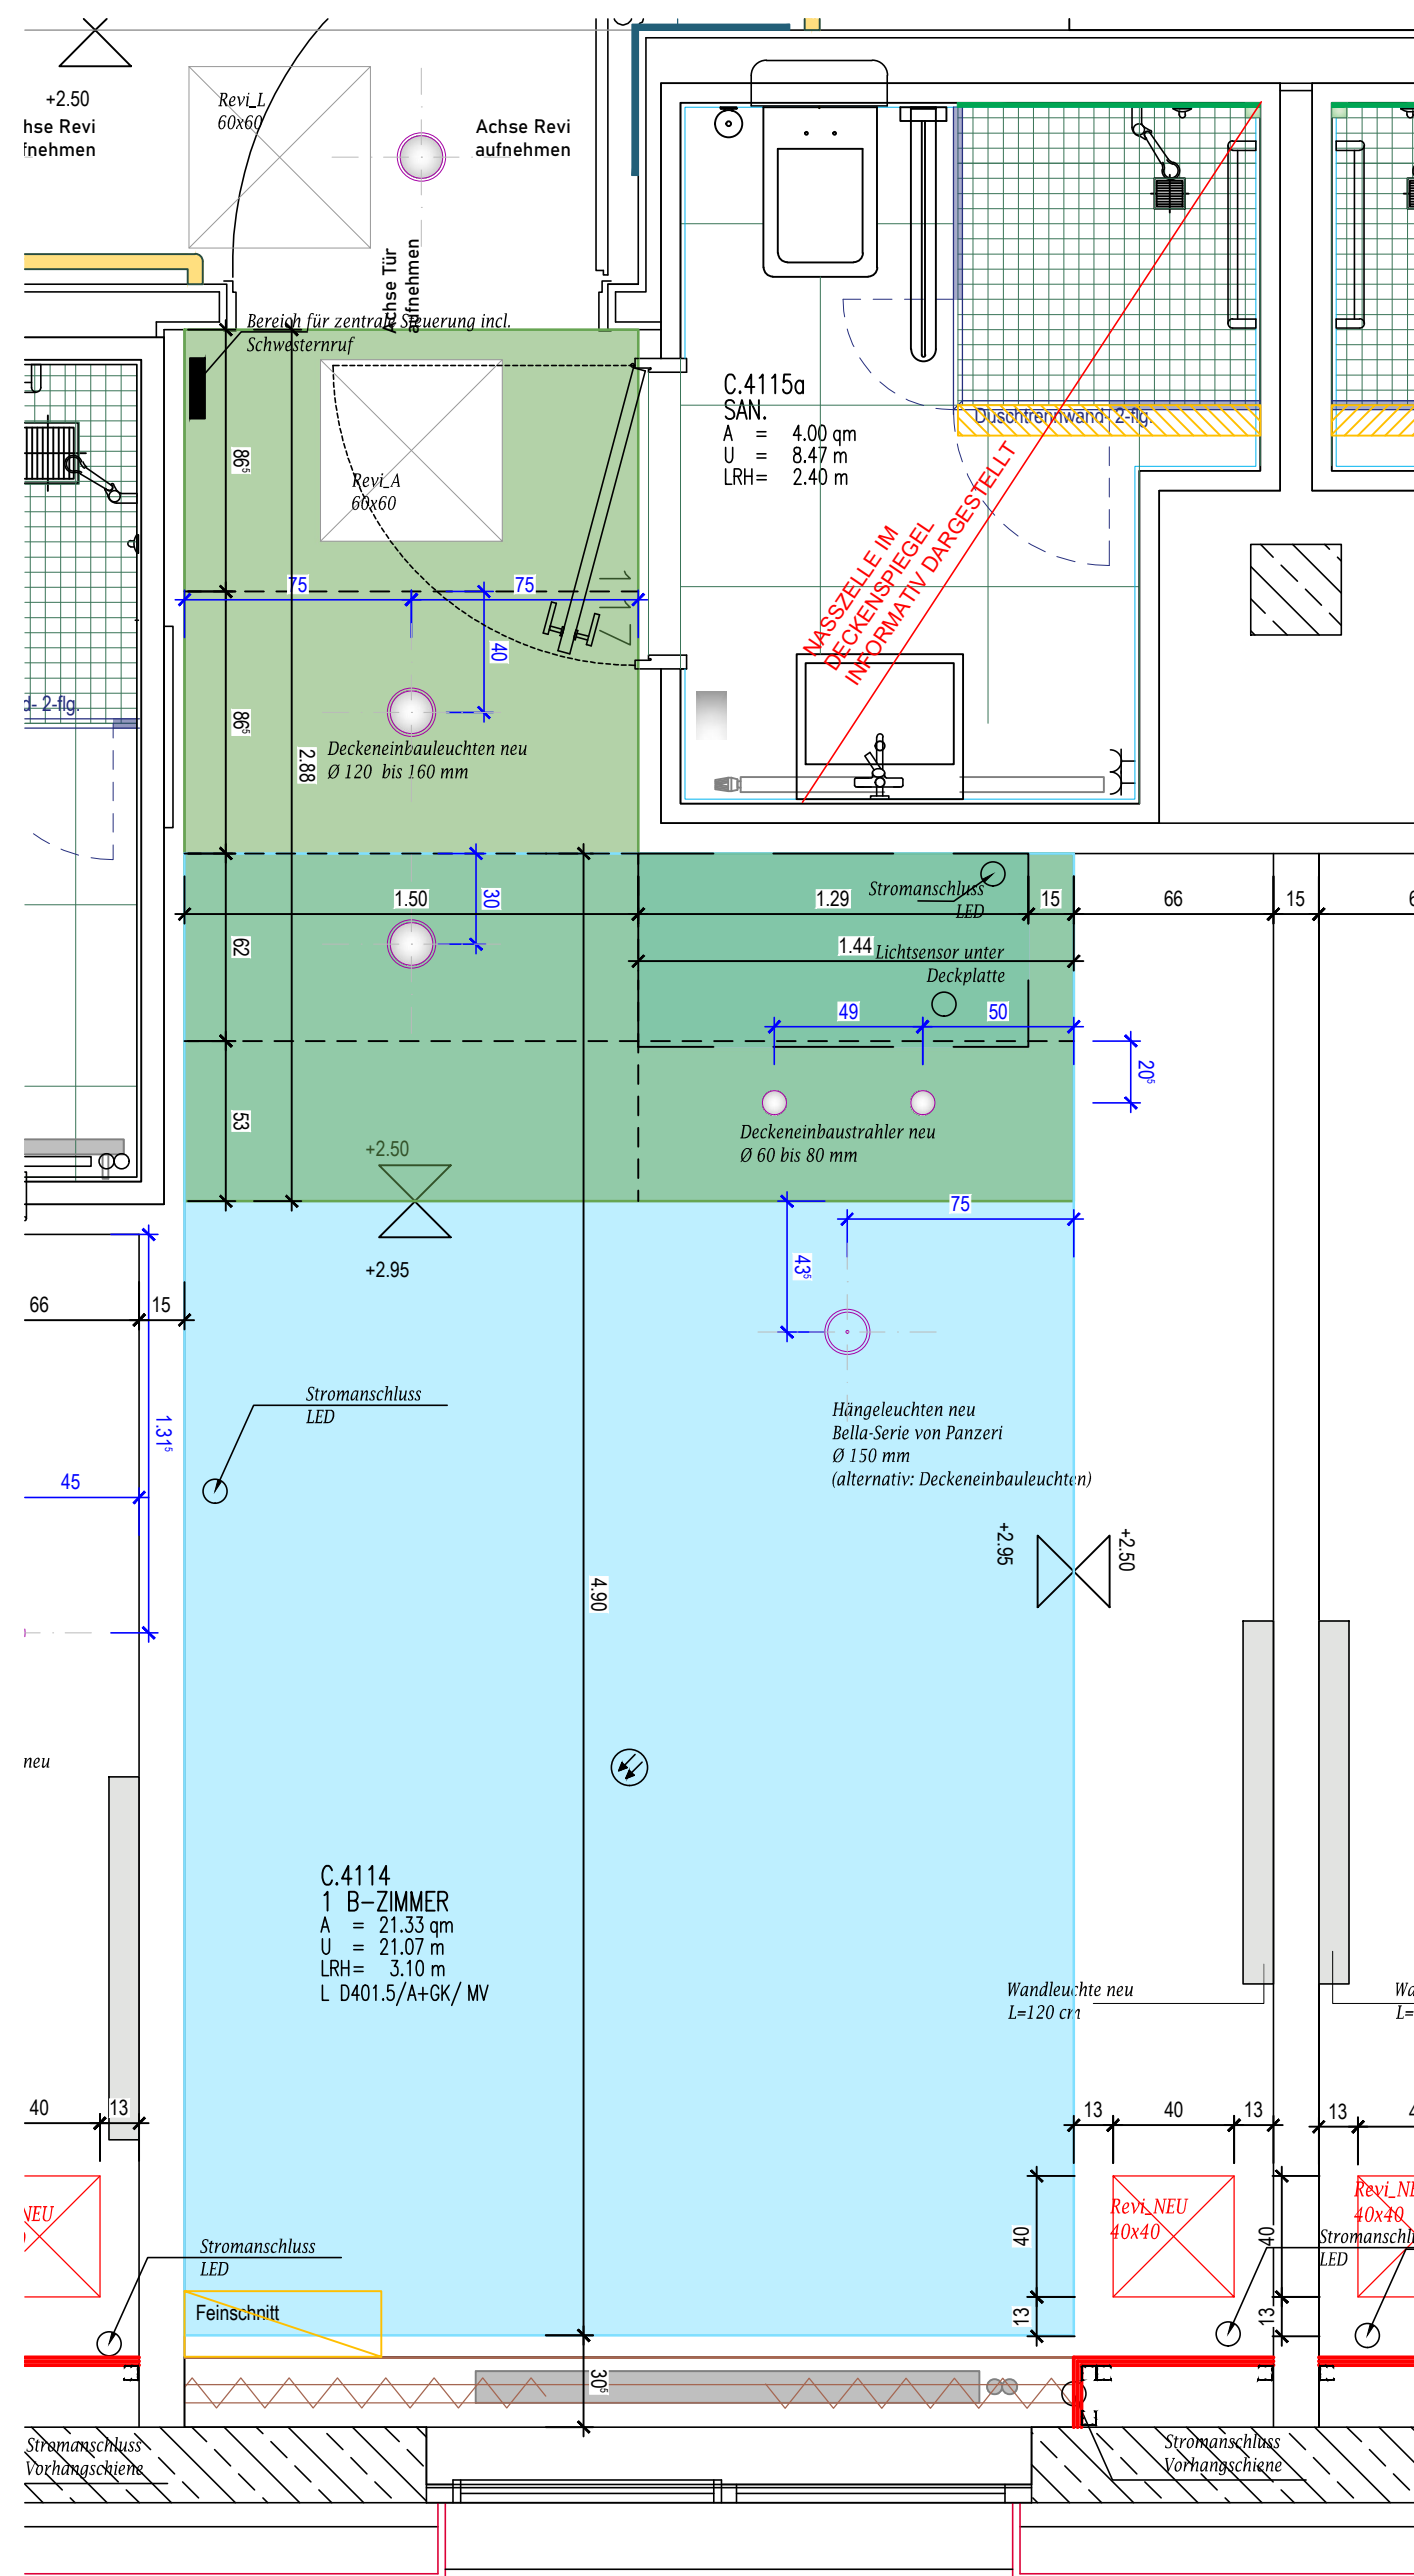 +2.50
Revi_L
60x60
hse Revi
fnehmen
Achse Revi
aufnehmen
Achse Tür
aufnehmen
Bereich für zentrale Steuerung incl.
Schwesternruf
C.4115a
SAN.
A = 4.00 qm
U = 8.47 m
LRH= 2.40 m
Duschtrennwand- 2-flg.
NASSZELLE IM
DECKENSPIEGEL
INFORMATIV DARGESTELLT
86⁵
Revi_A
60x60
75
75
117
40
d- 2-flg.
86⁵
2.88
Deckeneinbauleuchten neu
Ø 120 bis 160 mm
1.50
30
1.29
Stromanschluss
LED
15
66
15
6
62
1.44
Lichtsensor unter
Deckplatte
49
50
20⁵
53
Deckeneinbaustrahler neu
Ø 60 bis 80 mm
+2.50
+2.95
75
43⁵
66
15
Stromanschluss
LED
1.31⁵
45
Hängeleuchten neu
Bella-Serie von Panzeri
Ø 150 mm
(alternativ: Deckeneinbauleuchten)
+2.95
+2.50
4.90
neu
C.4114
1 B-ZIMMER
A = 21.33 qm
U = 21.07 m
LRH= 3.10 m
L D401.5/A+GK/ MV
Wandleuchte neu
L=120 cm
Wa
L=
40
13
13
40
13
13
4
NEU
Revi_NEU
40x40
Revi_NE
40x40
40
40
Stromanschluss
LED
Stromanschl
LED
Feinschnitt
13
13
30⁵
Stromanschluss
Vorhangschiene
Stromanschluss
Vorhangschiene